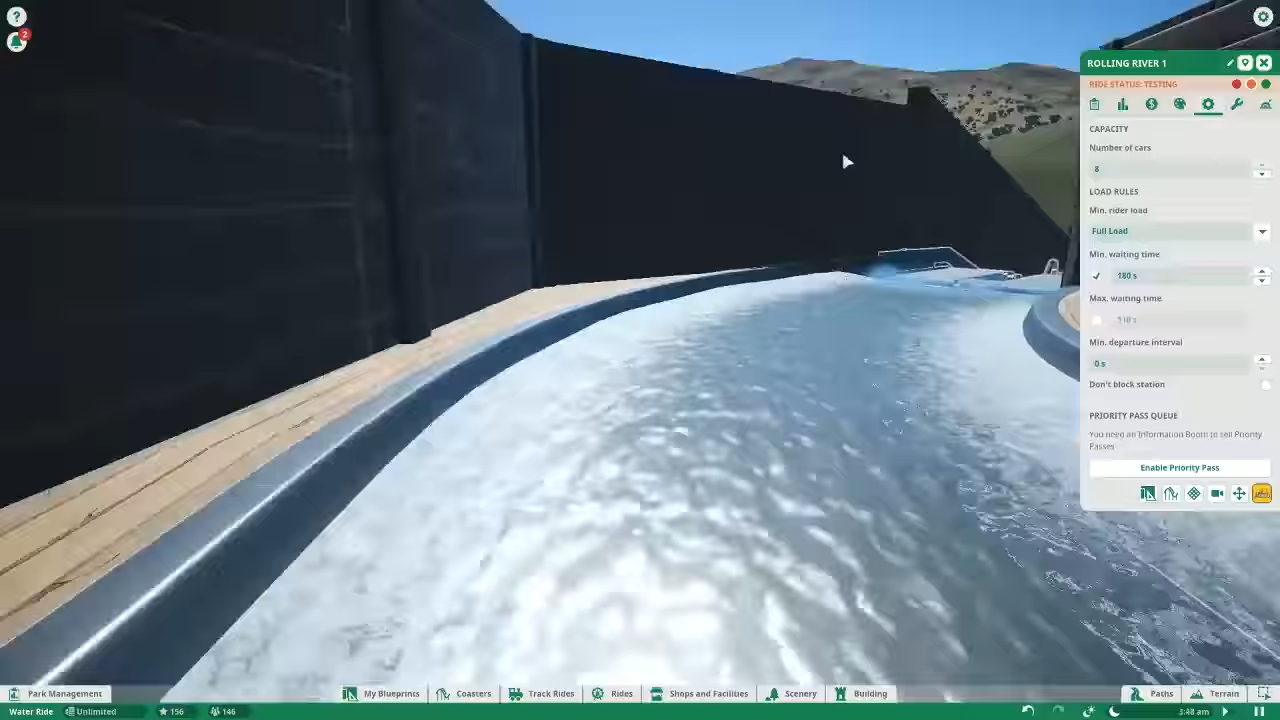 ?
2
ROLLING RIVER 1
RIDE STATUS: TESTING
CAPACITY
Number of cars
8
LOAD RULES
Min. rider load
Full Load
Min. waiting time
180 s
Max. waiting time
Min. departure interval
0 s
Don't block station
PRIORITY PASS QUEUE
You need an Information Booth to sell Priority
Passes
Enable Priority Pass
Park Management
My Blueprints
Coasters
Track Rides
Rides
Shops and Facilities
Scenery
Building
Paths
Terrain
Water Ride
Unlimited
156
146
3:48 am